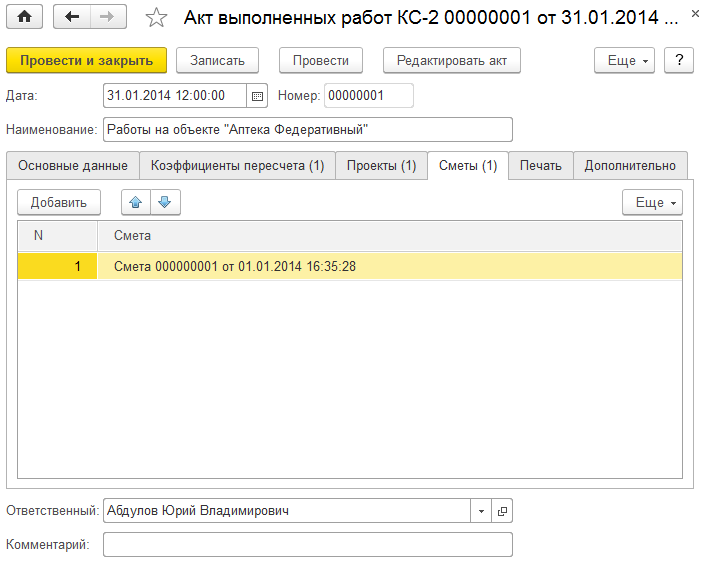 Акт выполненных работ КС-2 00000001 от 31.01.2014 ...
Провести и закрыть Записать Провести Редактировать акт Еще ?
Дата: 31.01.2014 12:00:00 Номер: 00000001
Наименование: Работы на объекте "Аптека Федеративный"
Основные данные Коэффициенты пересчета (1) Проекты (1) Сметы (1) Печать Дополнительно
Добавить Еще
N Смета
1 Смета 000000001 от 01.01.2014 16:35:28
Ответственный: Абдулов Юрий Владимирович
Комментарий: